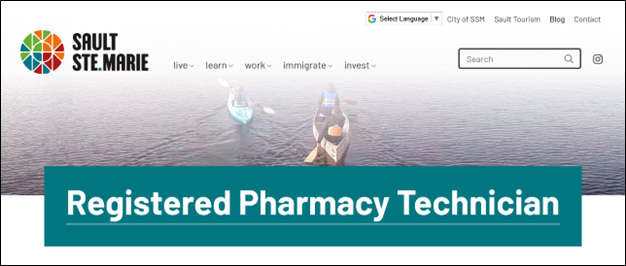 Select Language ▼
City of SSM
Sault Tourism
Blog
Contact
SAULT
STE.MARIE
live
learn
work
immigrate
invest
Search
Registered Pharmacy Technician